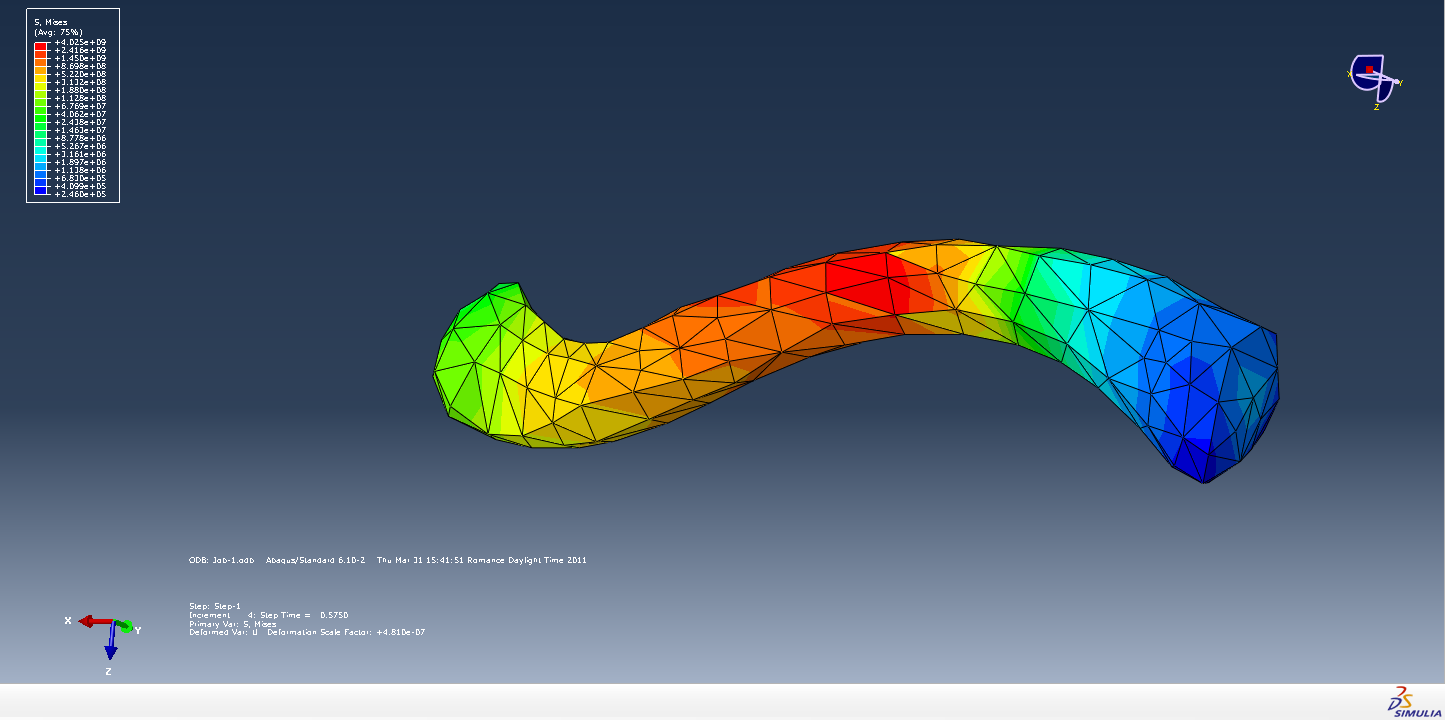 S, Mises
(Avg: 75%)
+4.025e+09
+2.416e+09
+1.450e+09
+8.698e+08
+5.220e+08
+3.132e+08
+1.880e+08
+1.128e+08
+6.769e+07
+4.062e+07
+2.438e+07
+1.463e+07
+8.778e+06
+5.267e+06
+3.161e+06
+1.897e+06
+1.138e+06
+6.830e+05
+4.099e+05
+2.460e+05
X
Y
Z
ODB: Job-1.odb Abaqus/Standard 6.10-2 Thu Mar 31 15:41:51 Romance Daylight Time 2011
Step: Step-1
Increment 4: Step Time = 0.5750
Primary Var: S, Mises
Deformed Var: U Deformation Scale Factor: +4.810e-07
X
Y
Z
SIMULIA